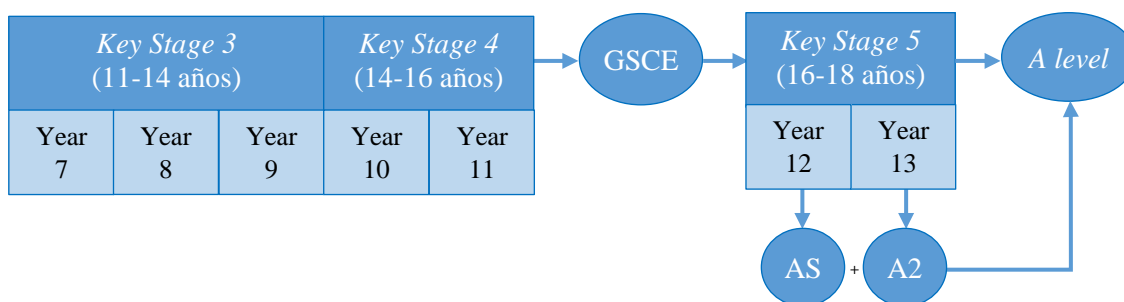 Key Stage 3
(11-14 años)
Key Stage 4
(14-16 años)
GSCE
Key Stage 5
(16-18 años)
A level
Year
7
Year
8
Year
9
Year
10
Year
11
Year
12
Year
13
AS
+
A2